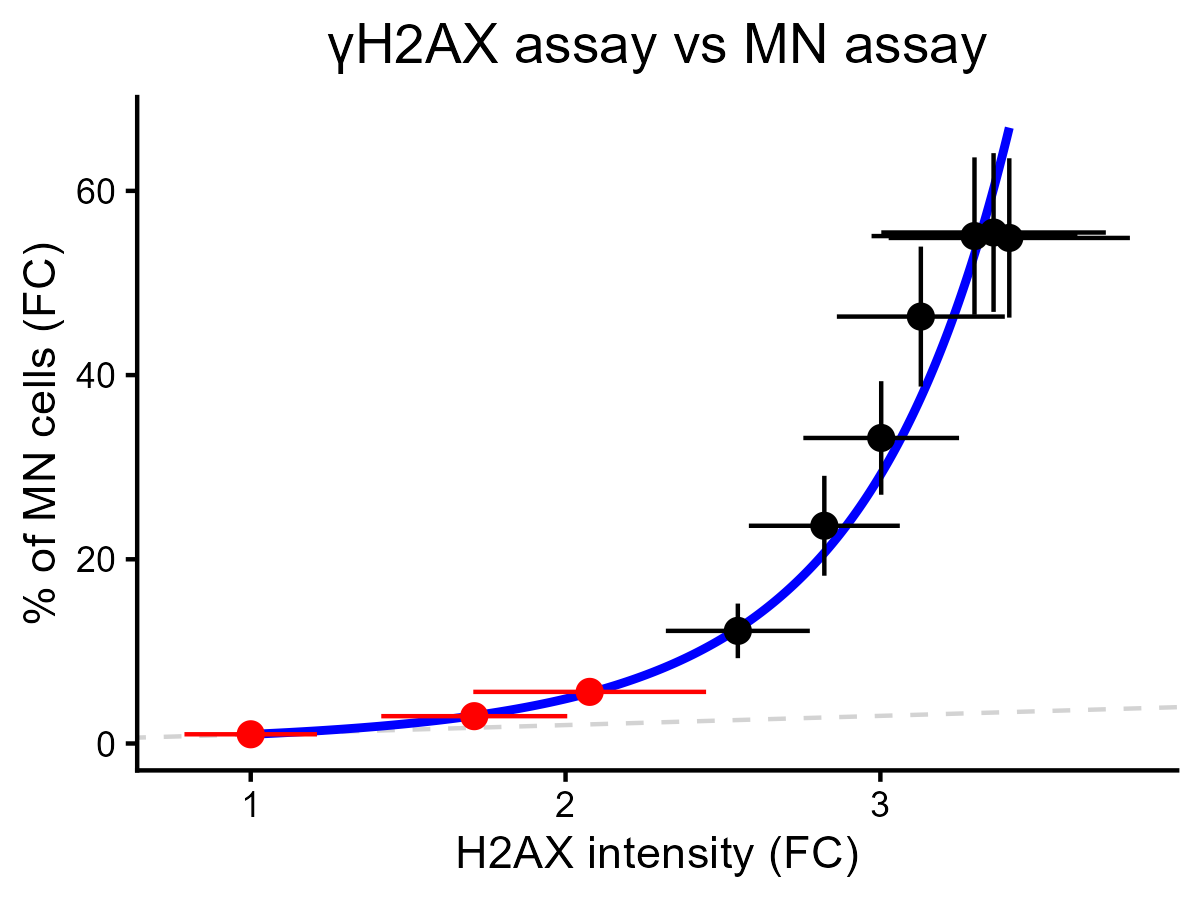 γH2AX assay vs MN assay
% of MN cells (FC)
60
40
20
0
1 2 3
H2AX intensity (FC)